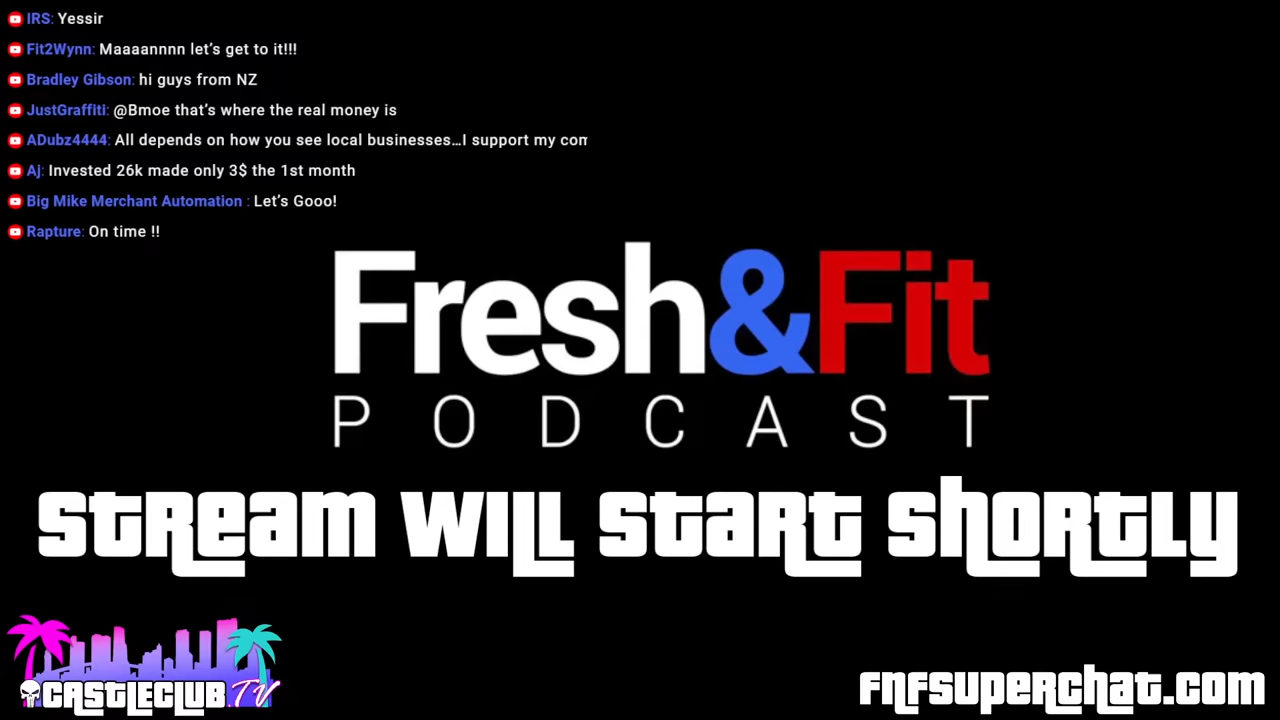 IRS: Yessir
Fit2Wynn: Maaaannnn let’s get to it!!!
Bradley Gibson: hi guys from NZ
JustGraffiti: @Bmoe that’s where the real money is
ADubz4444: All depends on how you see local businesses…I support my com
Aj: Invested 26k made only 3$ the 1st month
Big Mike Merchant Automation : Let’s Gooo!
Rapture: On time !!
Fresh&Fit
PODCAST
STREAM WILL START SHORTLY
CASTLECLUB.TV
FNFSUPERCHAT.COM